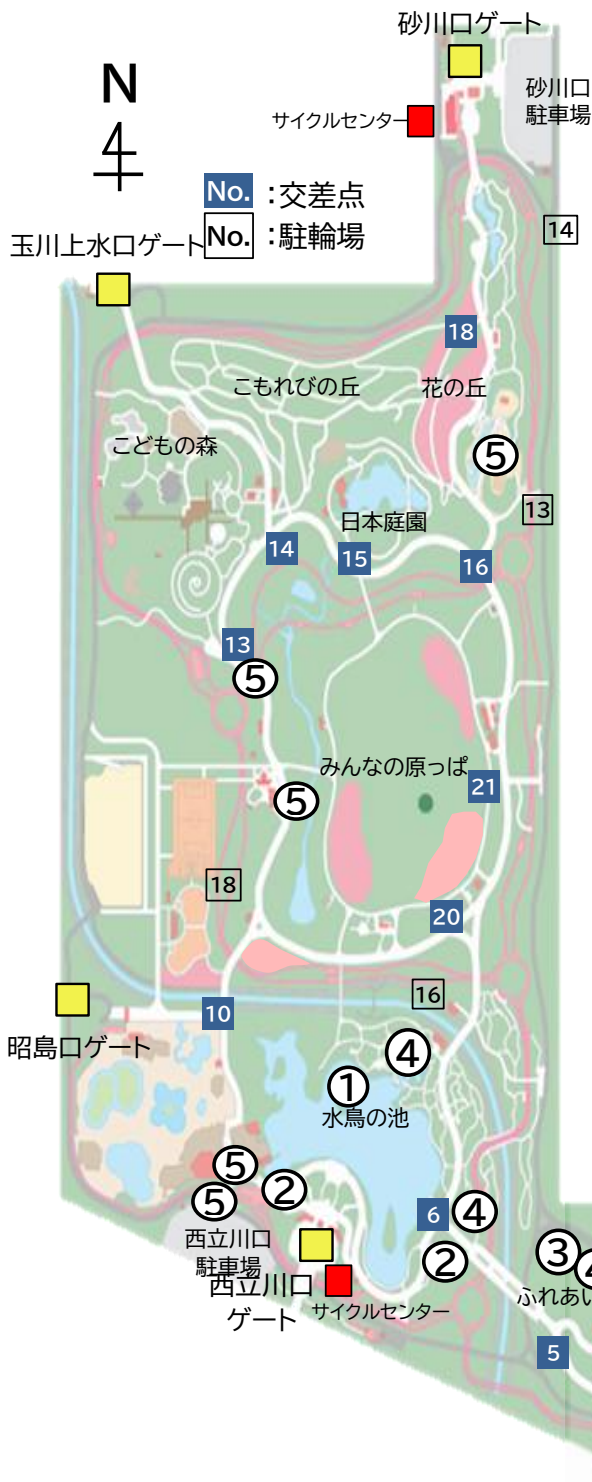 砂川口ゲート
N
砂川口
駐車場
サイクルセンター
No. :交差点
No. :駐輪場
14
玉川上水口ゲート
18
こもれびの丘
花の丘
こどもの森
⑤
13
日本庭園
14
15
16
13
⑤
みんなの原っぱ
21
⑤
18
20
16
昭島口ゲート
10
④
①
水鳥の池
⑤
②
⑤
6
④
西立川口
駐車場
②
③
④
西立川口
ゲート
サイクルセンター
ふれあい
5